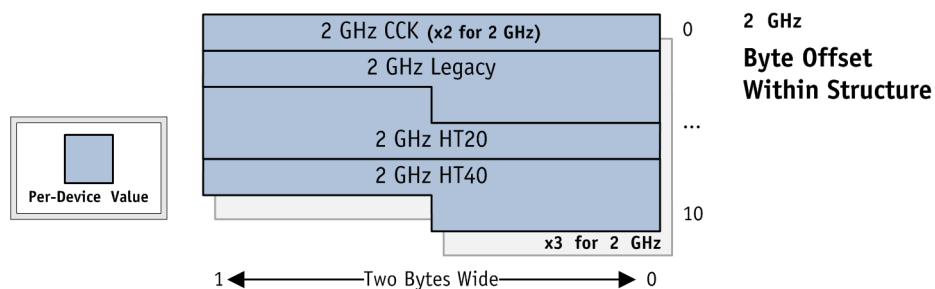 2 GHz CCK (x2 for 2 GHz)
0
2 GHz
2 GHz Legacy
Byte Offset
Within Structure
...
2 GHz HT20
2 GHz HT40
Per-Device Value
10
x3 for 2 GHz
1
Two Bytes Wide
0